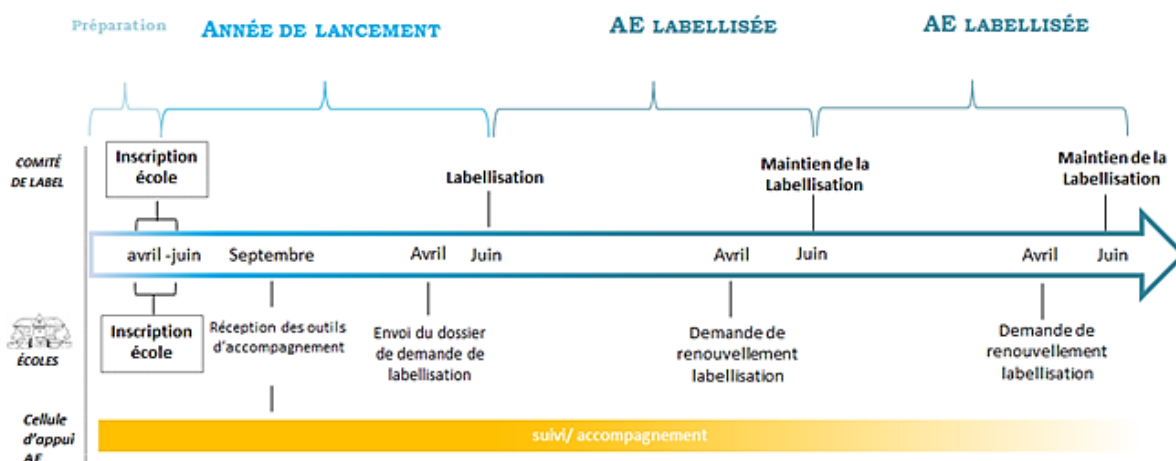 Préparation
ANNÉE DE LANCEMENT
AE LABELLISÉE
AE LABELLISÉE
COMITÉ
DE LABEL
Inscription
école
Labellisation
Maintien de la
Labellisation
Maintien de la
Labellisation
avril -juin
Septembre
Avril
Juin
Avril
Juin
Avril
Juin
ÉCOLES
Inscription
école
Réception des outils
d'accompagnement
Envoi du dossier
de demande de
labellisation
Demande de
renouvellement
labellisation
Demande de
renouvellement
labellisation
Cellule
d'appui
AE
suivi/ accompagnement